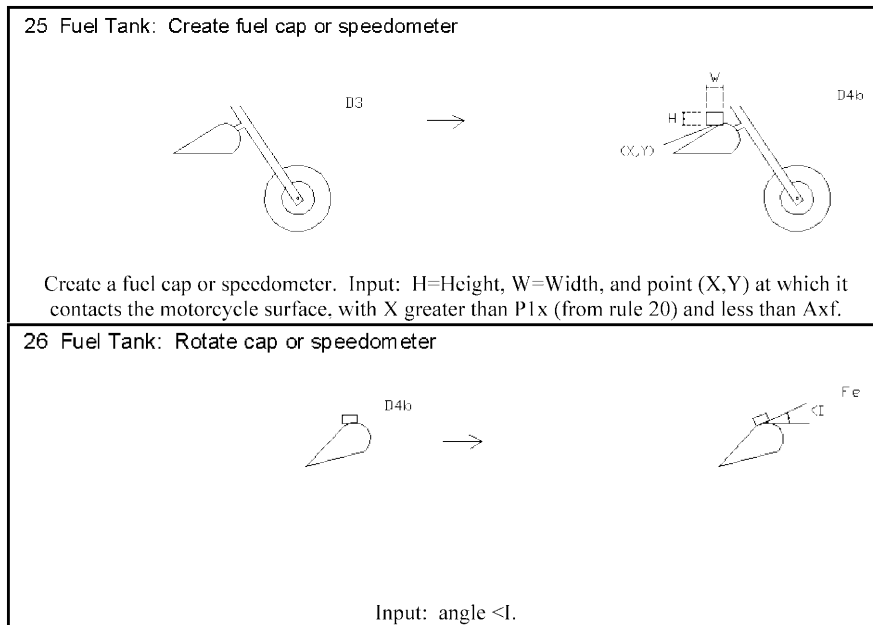 25 Fuel Tank: Create fuel cap or speedometer
D3
W
D4b
H
(X,Y)
Create a fuel cap or speedometer. Input: H=Height, W=Width, and point (X,Y) at which it
contacts the motorcycle surface, with X greater than P1x (from rule 20) and less than Axf.
26 Fuel Tank: Rotate cap or speedometer
D4b
Fe
<I
Input: angle <I.